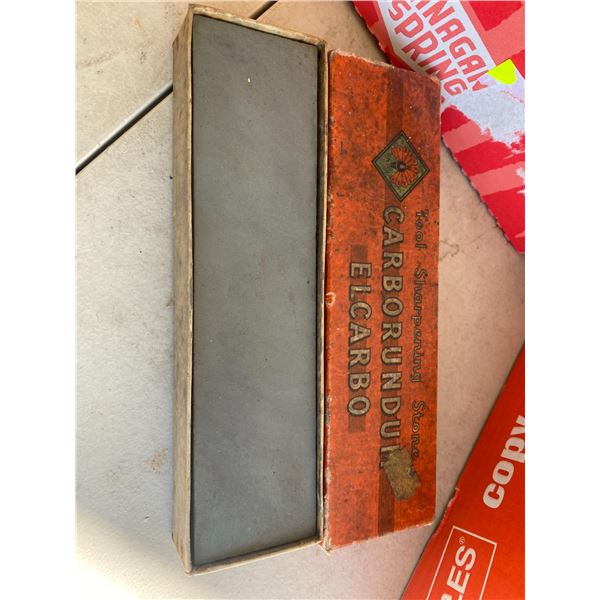 Tool Sharpening Stone
CARBORUNDUM
ELCARBO
SPRING
copy